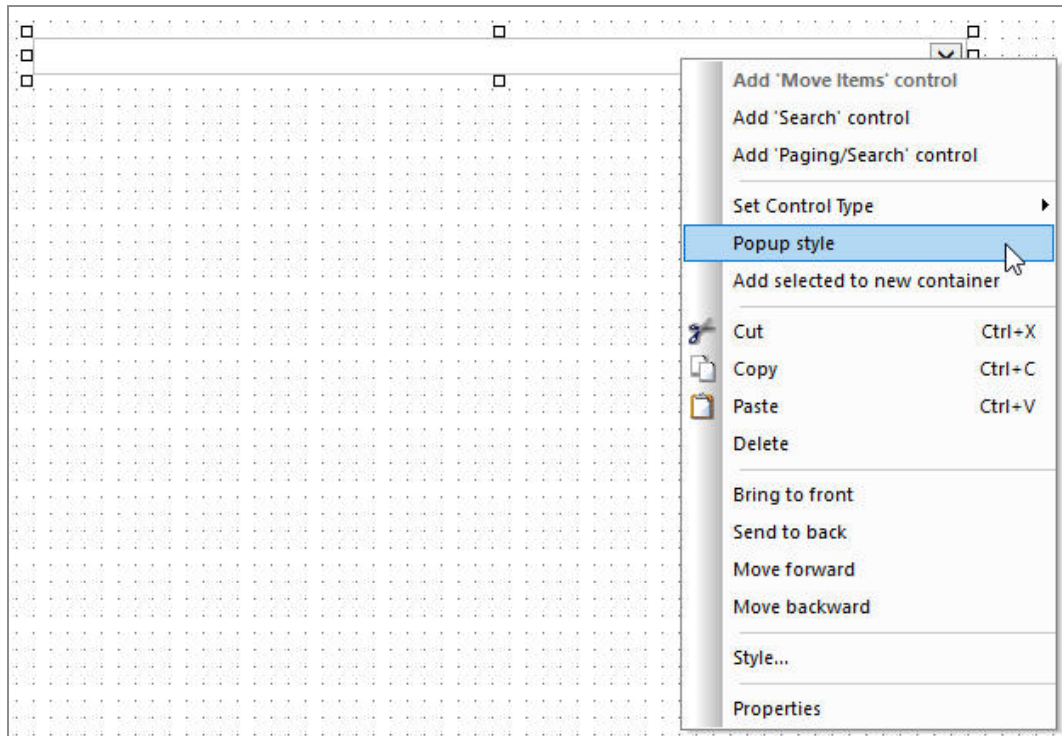 Add 'Move Items' control
Add 'Search' control
Add 'Paging/Search' control
Set Control Type
Popup style
Add selected to new container
Cut Ctrl+X
Copy Ctrl+C
Paste Ctrl+V
Delete
Bring to front
Send to back
Move forward
Move backward
Style...
Properties